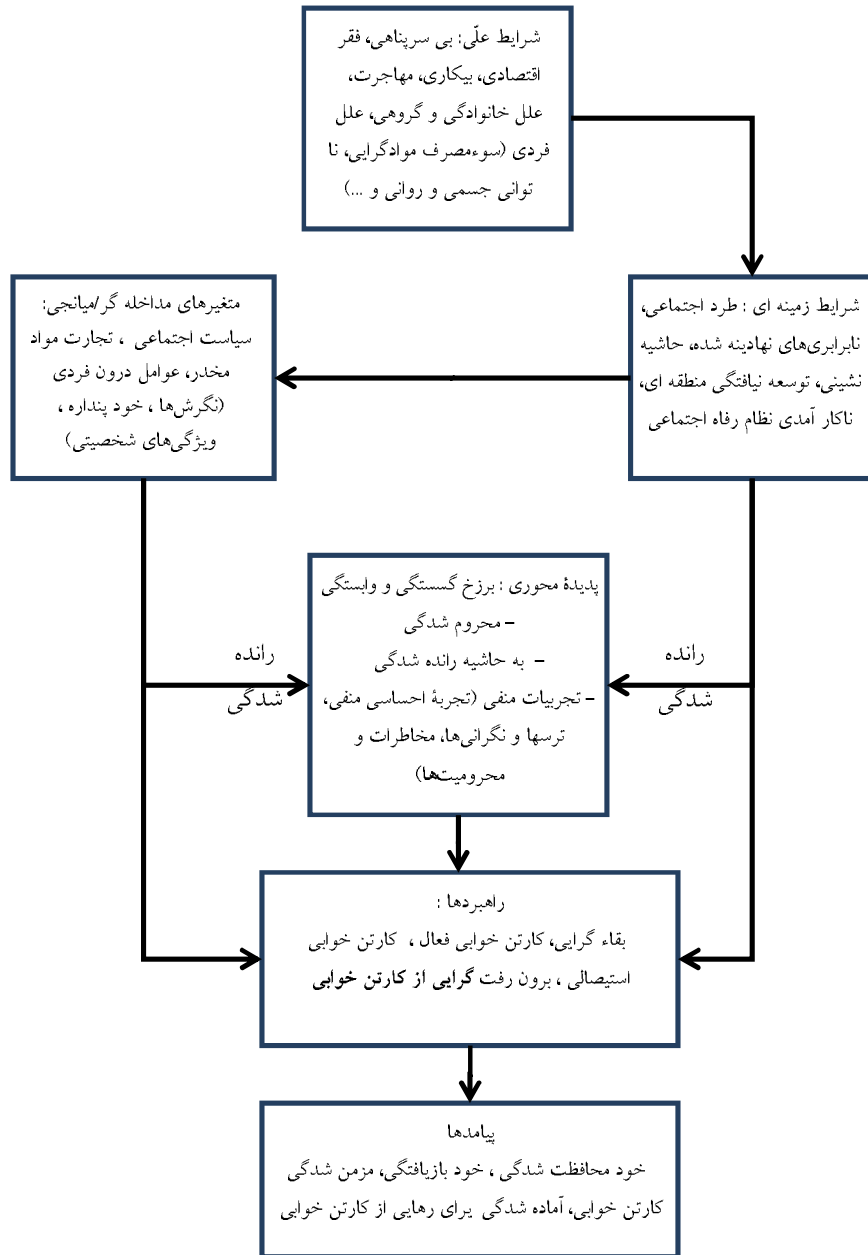 شرایط علّی: بی سرپناهی، فقر
اقتصادی، بیکاری، مهاجرت،
علل خانوادگی و گروهی، علل
فردی (سوءمصرف موادگرایی، نا
توانی جسمی و روانی و ...)
شرایط زمینه ای : طرد اجتماعی،
نابرابری‌های نهادینه شده، حاشیه
نشینی، توسعه نیافتگی منطقه ای،
ناکار آمدی نظام رفاه اجتماعی
متغیرهای مداخله گر/میانجی:
سیاست اجتماعی ، تجارت مواد
مخدر، عوامل درون فردی
(نگرش‌ها ، خود پنداره ،
ویژگی‌های شخصیتی)
پدیدۀ محوری : برزخ گسستگی و وابستگی
– محروم شدگی
– به حاشیه رانده شدگی
– تجربیات منفی (تجربۀ احساسی منفی،
ترسها و نگرانی‌ها، مخاطرات و
محرومیت‌ها)
رانده
شدگی
رانده
شدگی
راهبردها :
بقاء گرایی، کارتن خوابی فعال ، کارتن خوابی
استیصالی ، برون رفت گرایی از کارتن خوابی
پیامدها
خود محافظت شدگی ، خود بازیافتگی، مزمن شدگی
کارتن خوابی، آماده شدگی یرای رهایی از کارتن خوابی